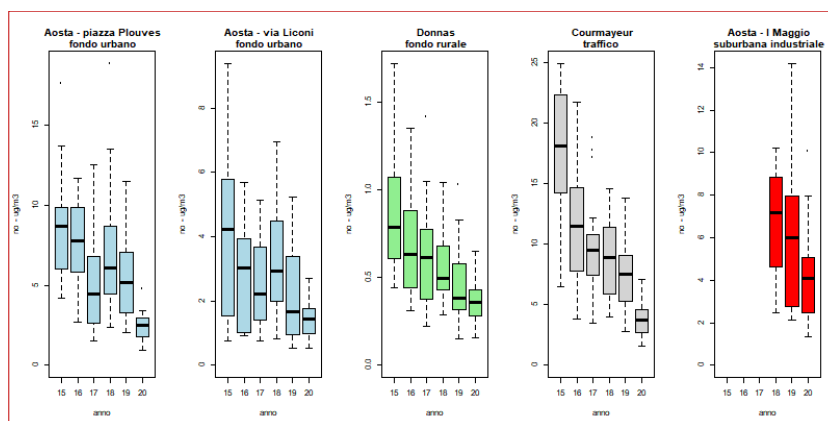 Aosta - piazza Plouves
fondo urbano
no - ug/m3
15
10
5
0
15 16 17 18 19 20
anno
Aosta - via Liconi
fondo urbano
no - ug/m3
8
6
4
2
0
15 16 17 18 19 20
anno
Donnas
fondo rurale
no - ug/m3
1.5
1.0
0.5
0.0
15 16 17 18 19 20
anno
Courmayeur
traffico
no - ug/m3
25
20
15
10
5
0
15 16 17 18 19 20
anno
Aosta - I Maggio
suburbana industriale
no - ug/m3
14
12
10
8
6
4
2
0
15 16 17 18 19 20
anno